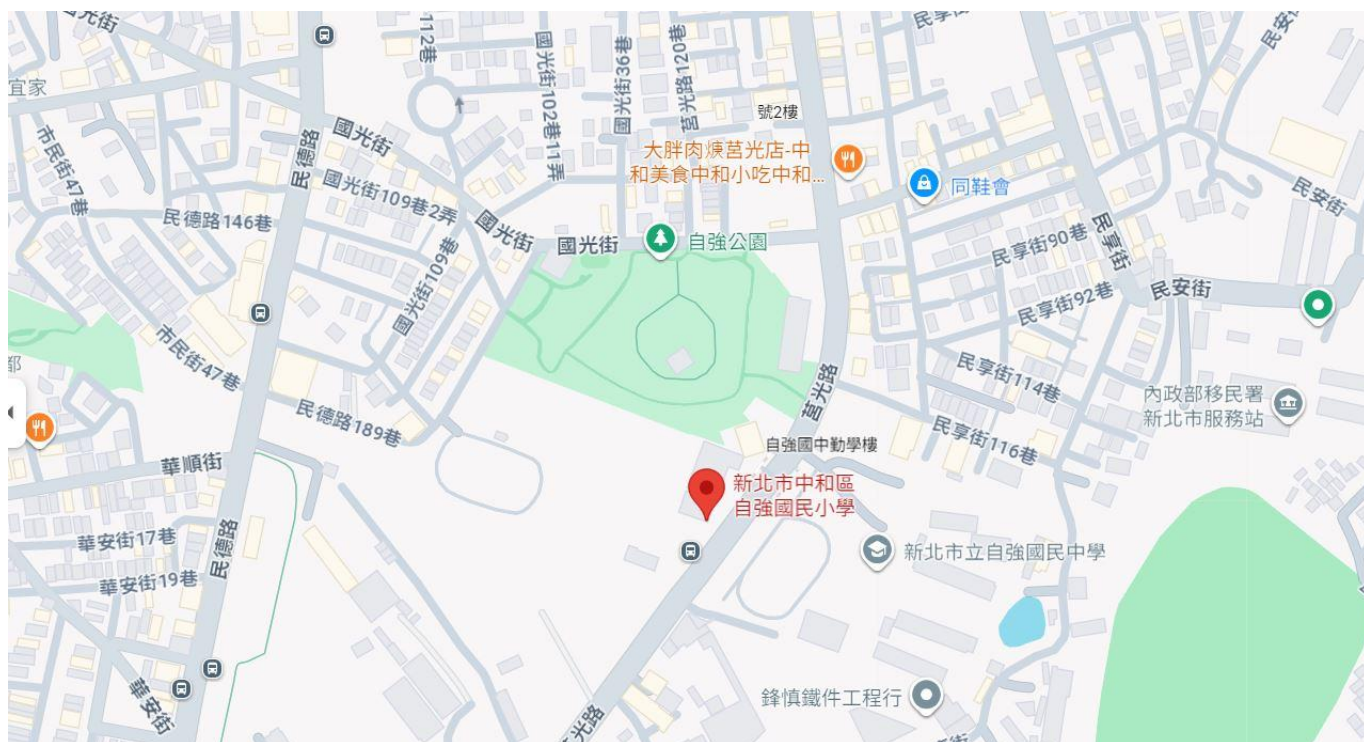 民享街
民安街
宜家
112巷
國光街102巷11弄
國光街36巷
莒光路120巷
號2樓
大胖肉焿莒光店-中
和美食中和小吃中和...
同鞋會
市民街47巷
民德路
國光街
國光街109巷2弄
民德路146巷
國光街
國光街
自強公園
國光街109巷
民享街90巷
民享街
民安街
民安街
民享街92巷
市民街47巷
都
民德路189巷
莒光路
民享街114巷
民享街116巷
內政部移民署
新北市服務站
華順街
自強國中勤學樓
新北市中和區
自強國民小學
新北市立自強國民中學
華安街17巷
民德路
華安街19巷
華安街
莒光路
鋒慎鐵件工程行